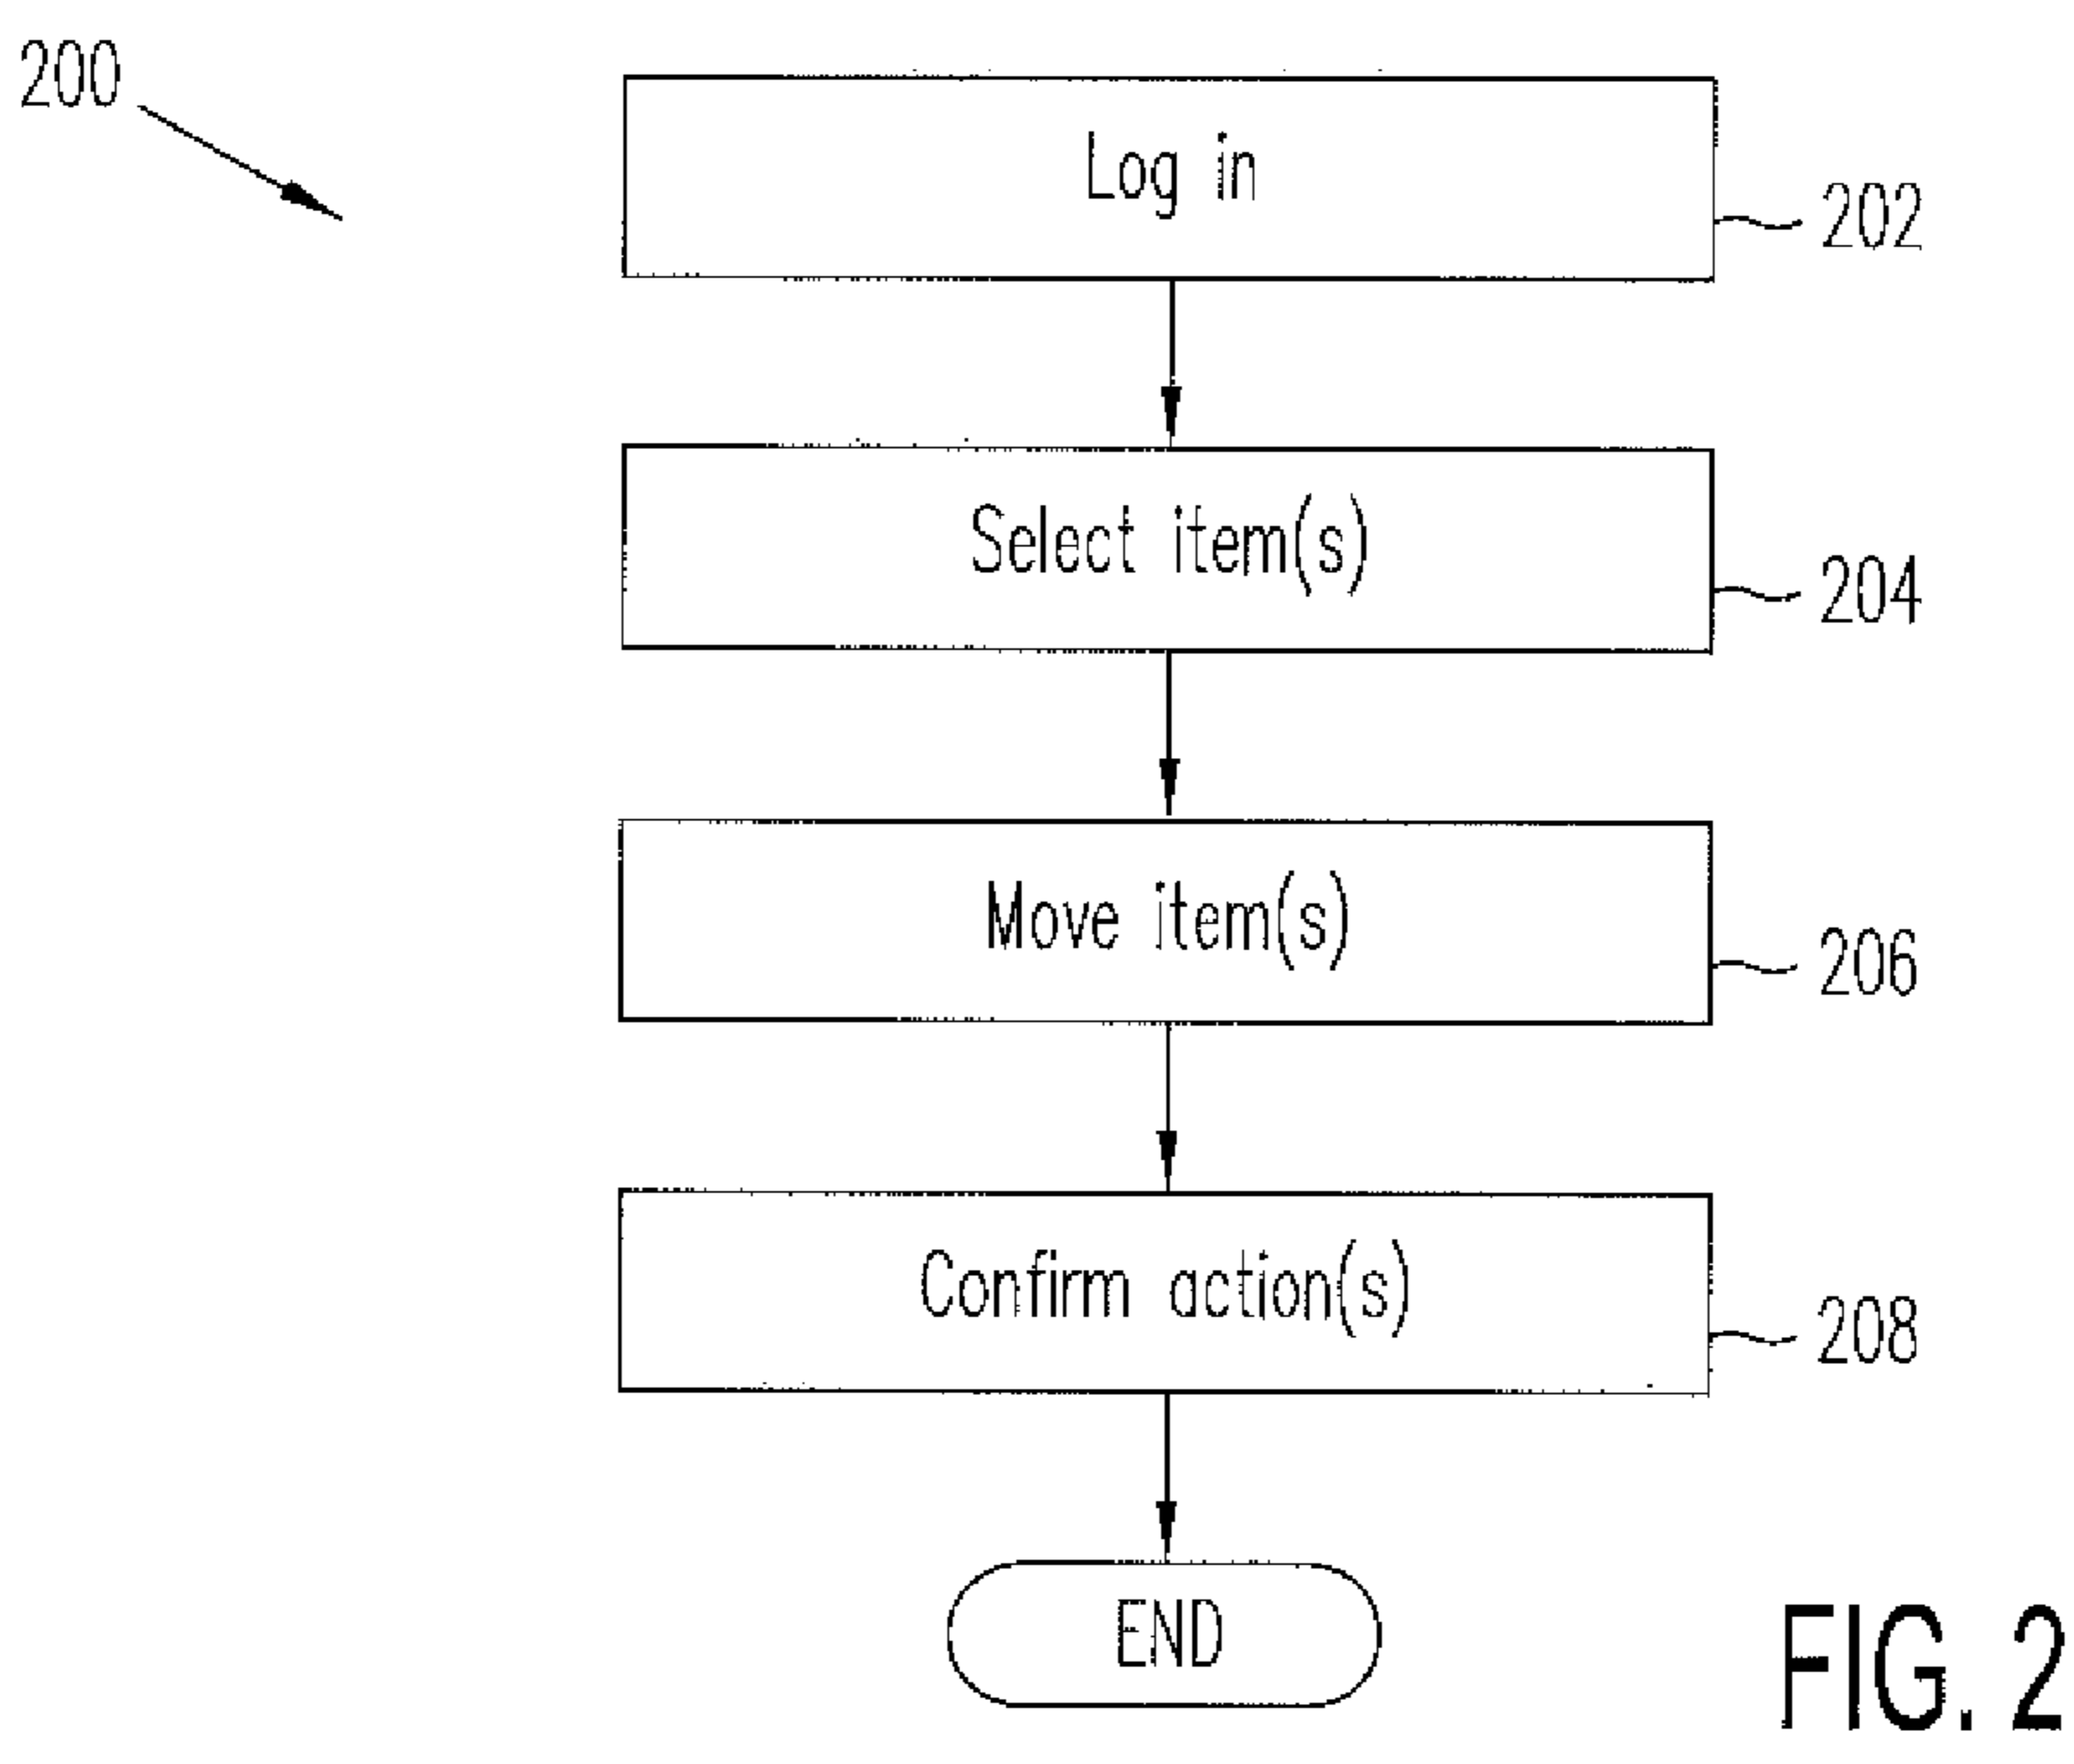 200
Log in
202
Select item(s)
204
Move item(s)
206
Confirm action(s)
208
END
FIG. 2